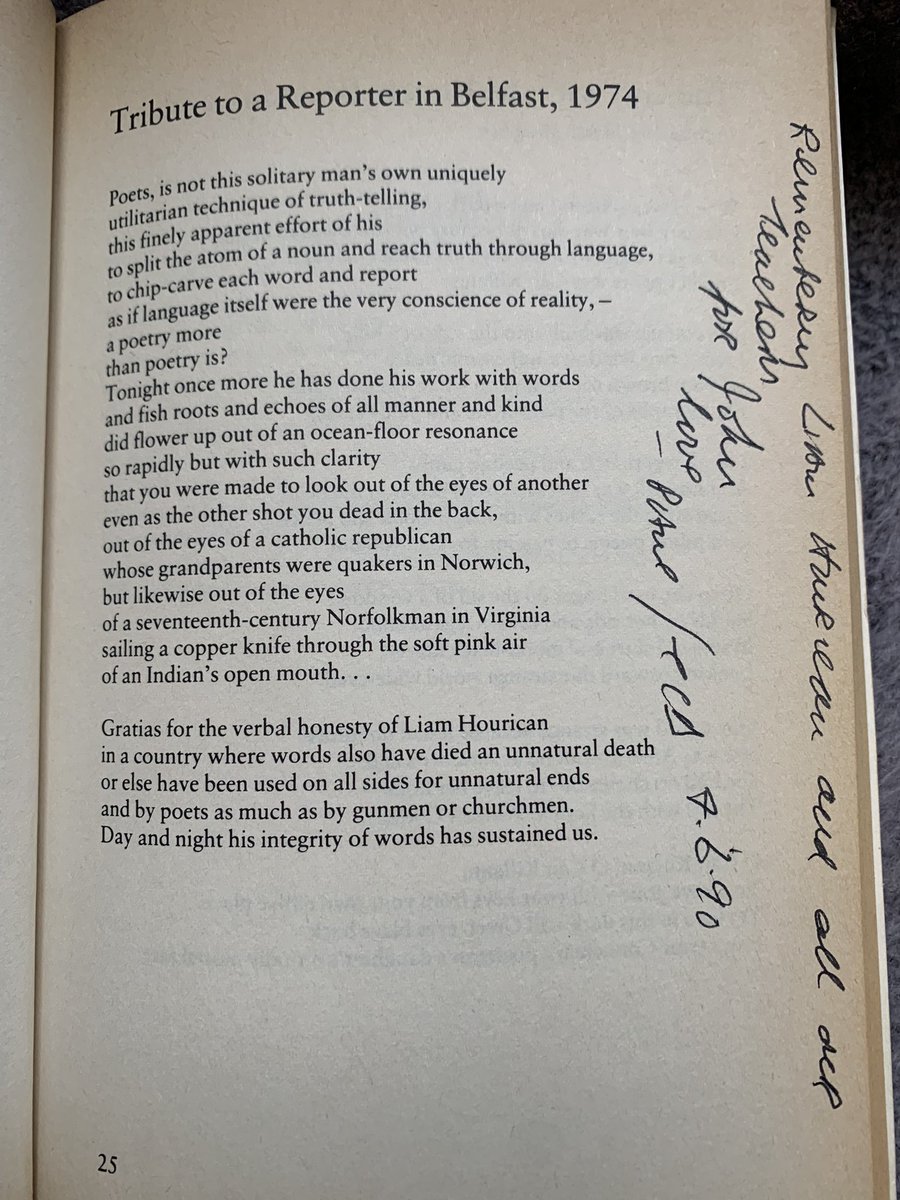 Tribute to a Reporter in Belfast, 1974
Poets, is not this solitary man's own uniquely
utilitarian technique of truth-telling,
this finely apparent effort of his
to split the atom of a noun and reach truth through language,
to chip-carve each word and report
as if language itself were the very conscience of reality, –
a poetry more
than poetry is?
Tonight once more he has done his work with words
and fish roots and echoes of all manner and kind
did flower up out of an ocean-floor resonance
so rapidly but with such clarity
that you were made to look out of the eyes of another
even as the other shot you dead in the back,
out of the eyes of a catholic republican
whose grandparents were quakers in Norwich,
but likewise out of the eyes
of a seventeenth-century Norfolkman in Virginia
sailing a copper knife through the soft pink air
of an Indian's open mouth. . .
Gratias for the verbal honesty of Liam Hourican
in a country where words also have died an unnatural death
or else have been used on all sides for unnatural ends
and by poets as much as by gunmen or churchmen.
Day and night his integrity of words has sustained us.
25
Remembering Liam Hourican and all our
teachers
for John
love
– Paul